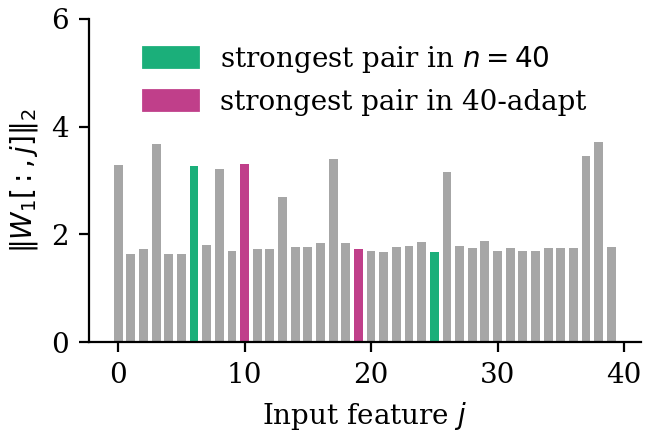 6
4
2
0
‖W₁[:, j]‖₂
strongest pair in n = 40
strongest pair in 40-adapt
0 10 20 30 40
Input feature j